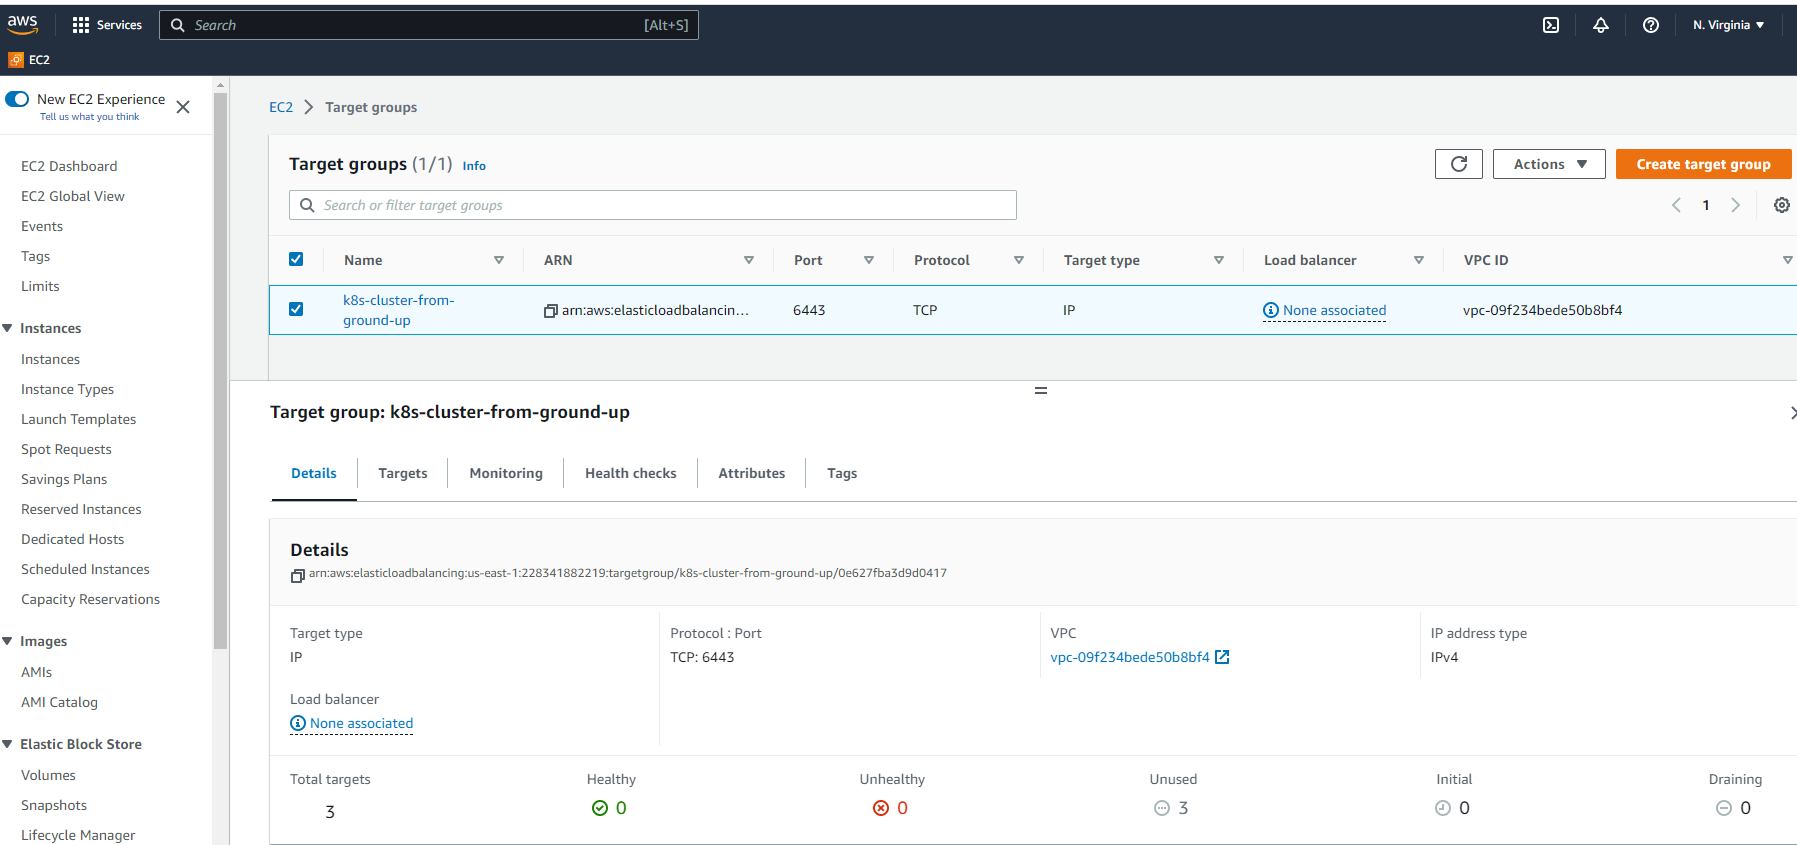 aws
Services
Search
[Alt+S]
N. Virginia
EC2
New EC2 Experience
Tell us what you think
EC2 Dashboard
EC2 Global View
Events
Tags
Limits
Instances
Instances
Instance Types
Launch Templates
Spot Requests
Savings Plans
Reserved Instances
Dedicated Hosts
Scheduled Instances
Capacity Reservations
Images
AMIs
AMI Catalog
Elastic Block Store
Volumes
Snapshots
Lifecycle Manager
EC2 Target groups
Target groups (1/1) Info
Actions
Create target group
Search or filter target groups
1
Name ARN Port Protocol Target type Load balancer VPC ID
k8s-cluster-from-
ground-up
arn:aws:elasticloadbalancin... 6443 TCP IP None associated vpc-09f234bede50b8bf4
Target group: k8s-cluster-from-ground-up
Details Targets Monitoring Health checks Attributes Tags
Details
arn:aws:elasticloadbalancing:us-east-1:228341882219:targetgroup/k8s-cluster-from-ground-up/0e627fba3d9d0417
Target type
IP
Protocol : Port
TCP: 6443
VPC
vpc-09f234bede50b8bf4
IP address type
IPv4
Load balancer
None associated
Total targets
3
Healthy
0
Unhealthy
0
Unused
3
Initial
0
Draining
0